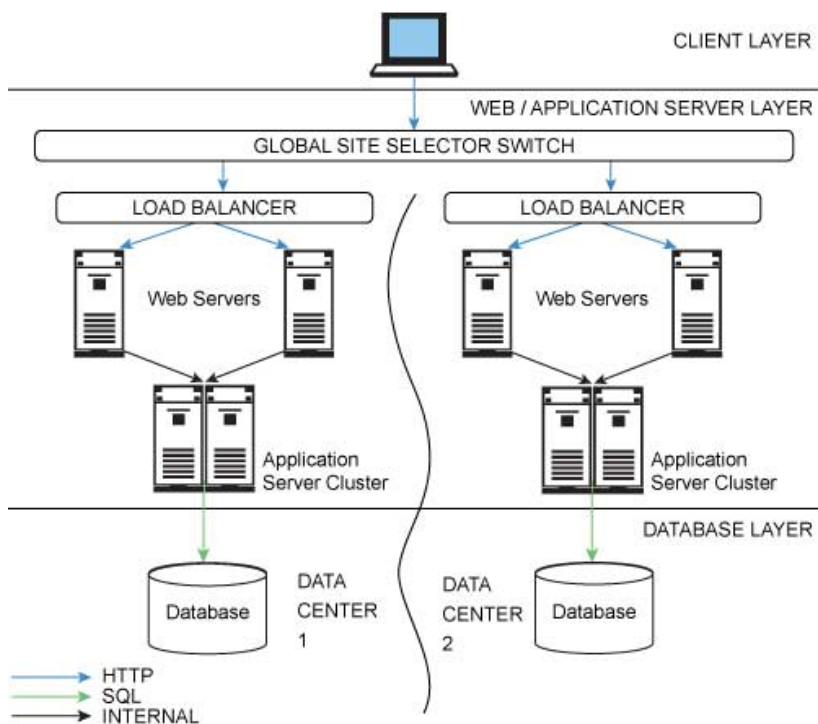 CLIENT LAYER
WEB / APPLICATION SERVER LAYER
GLOBAL SITE SELECTOR SWITCH
LOAD BALANCER
LOAD BALANCER
Web Servers
Web Servers
Application
Server Cluster
Application
Server Cluster
DATABASE LAYER
Database
DATA
CENTER
1
DATA
CENTER
2
Database
HTTP
SQL
INTERNAL